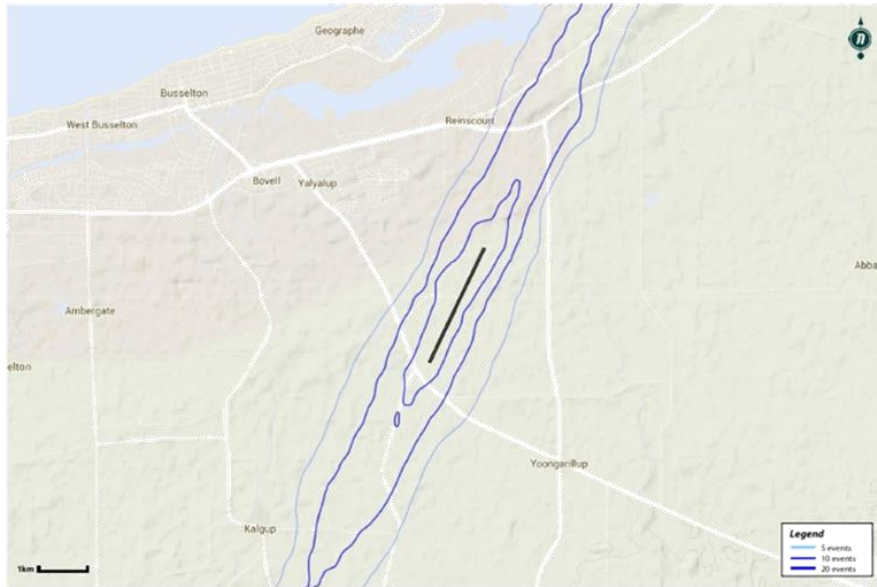 Geographe
Busselton
West Busselton
Reinscourt
Bovell
Yalyalup
Abba
Ambergate
elton
Yoongarillup
Kalgup
1km
Legend
5 events
10 events
20 events